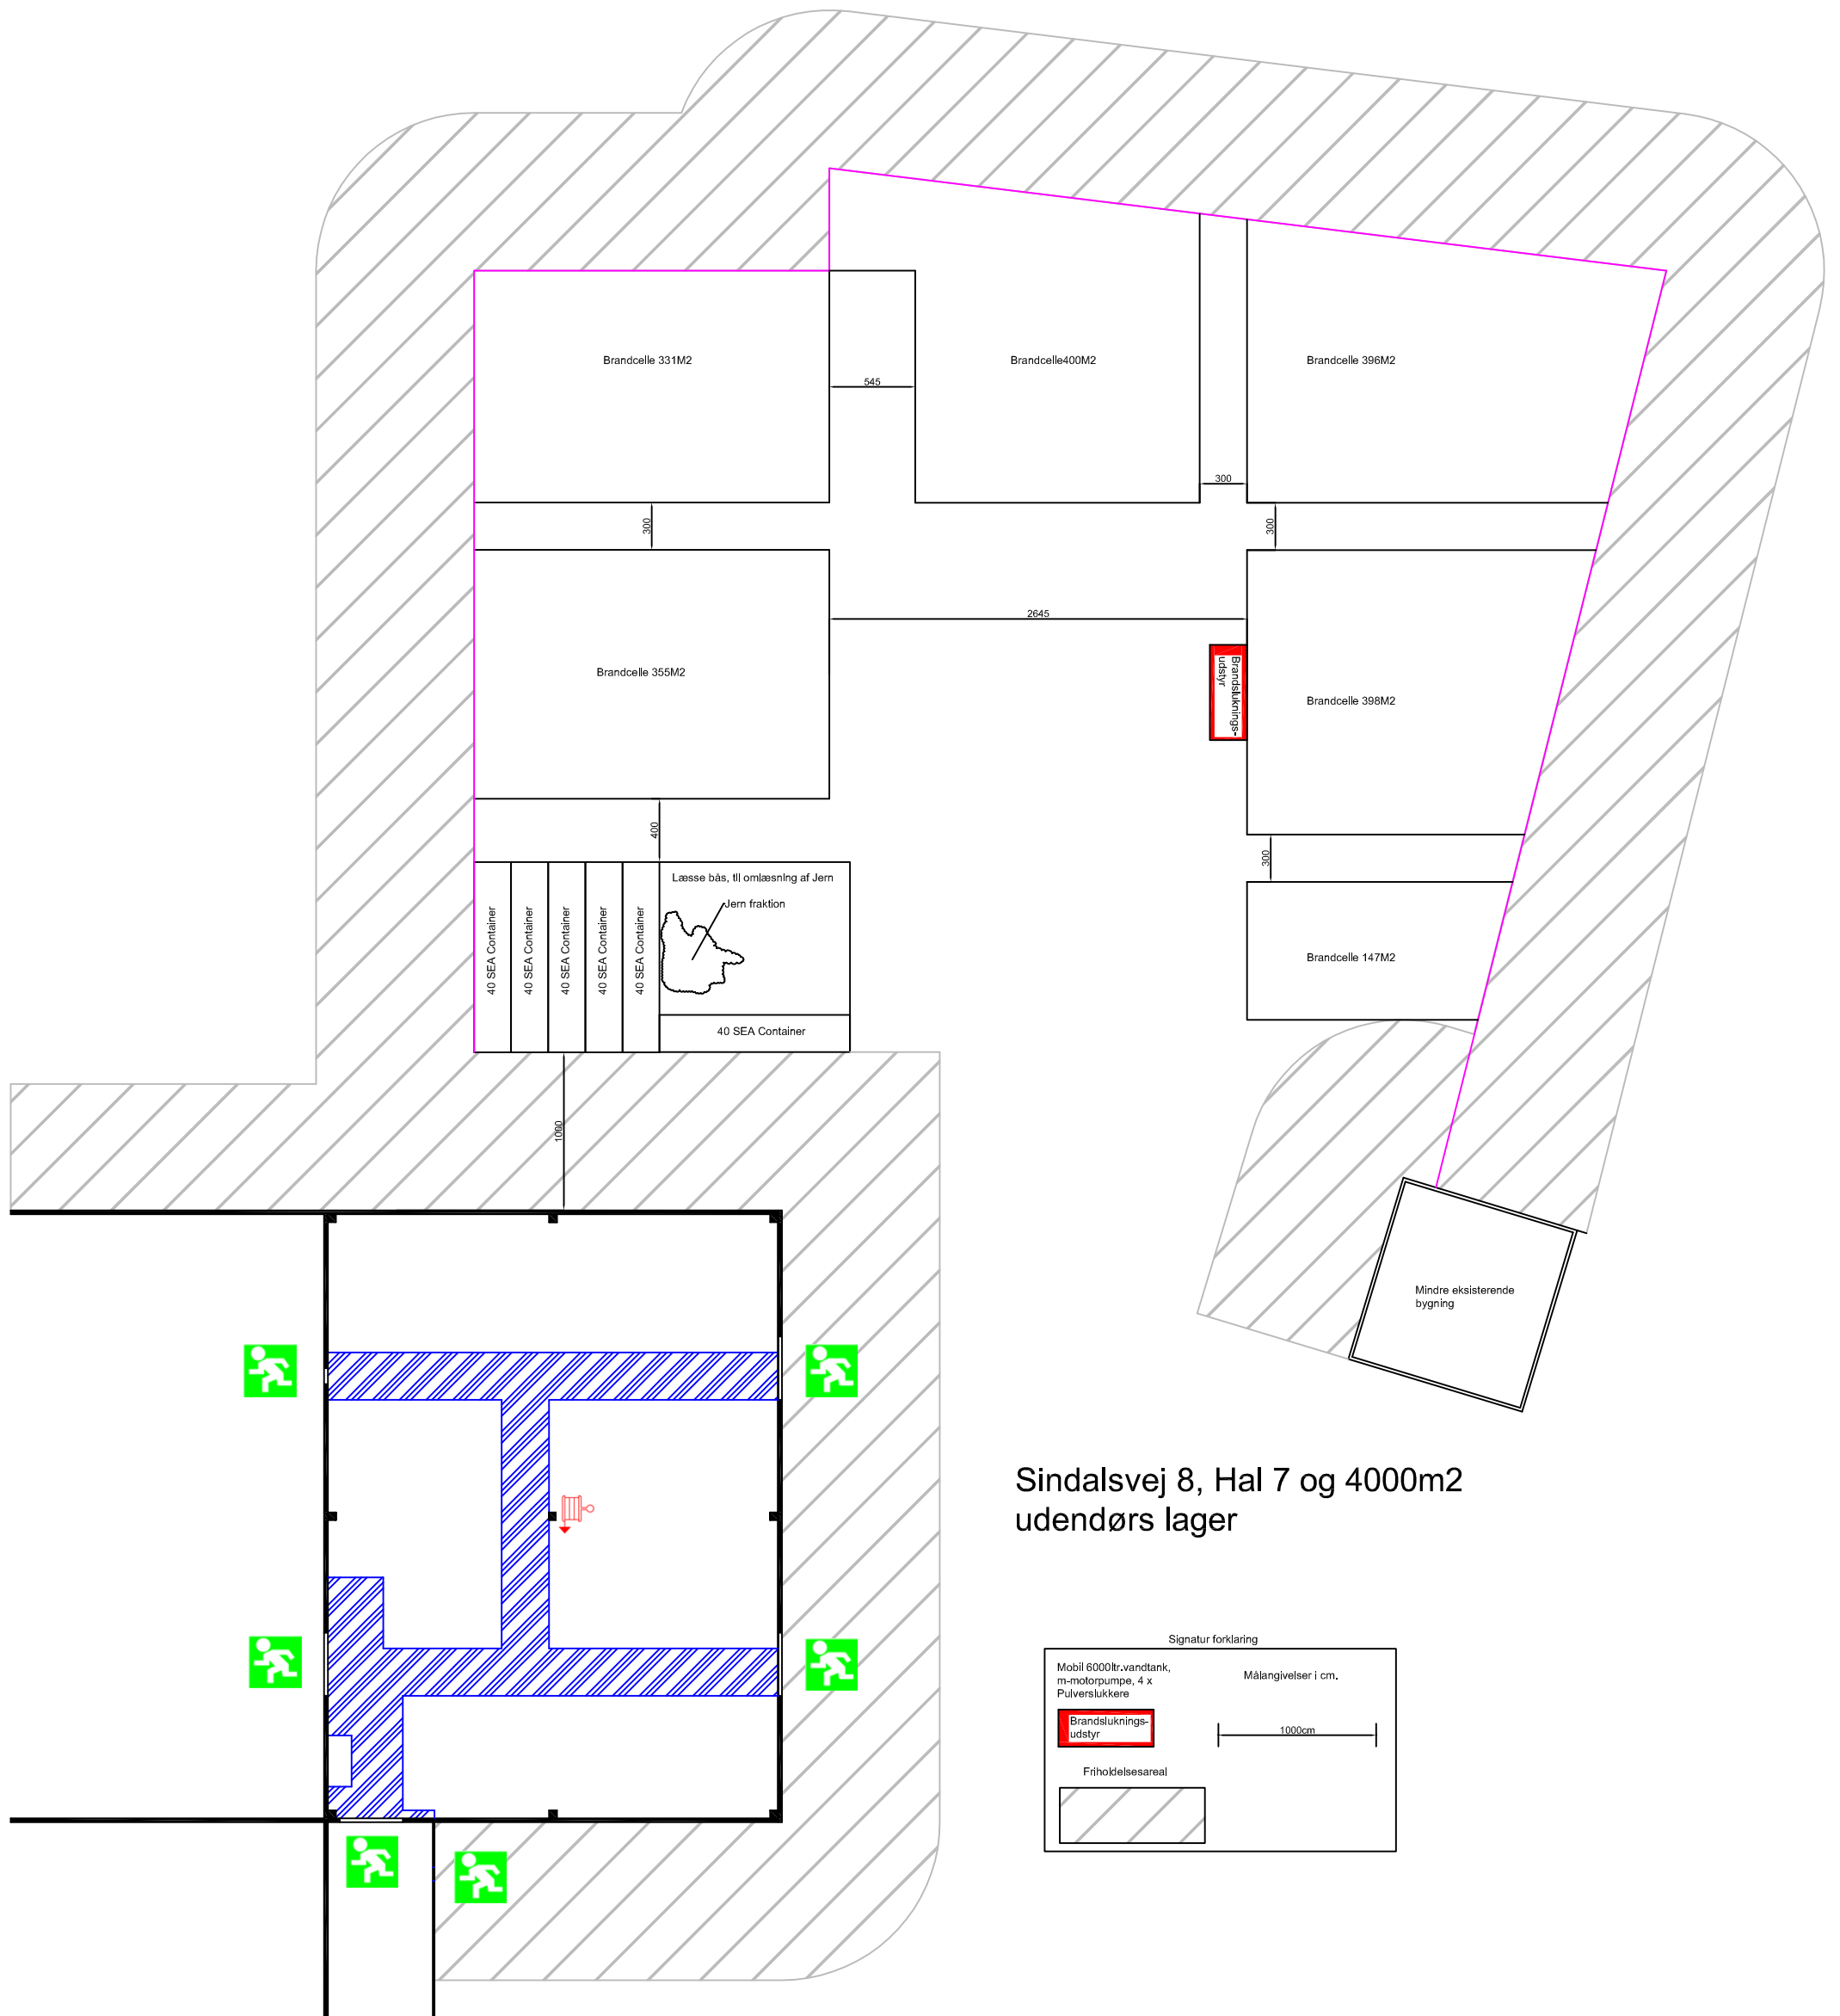 Brandcelle 331M2
Brandcelle400M2
Brandcelle 396M2
545
300
300
300
2645
Brandcelle 355M2
Brandsluknings-
udstyr
Brandcelle 398M2
400
300
Læsse bås, til omlæsning af Jern
Jern fraktion
40 SEA Container
40 SEA Container
40 SEA Container
40 SEA Container
40 SEA Container
40 SEA Container
Brandcelle 147M2
1000
Mindre eksisterende
bygning
Sindalsvej 8, Hal 7 og 4000m2
udendørs lager
Signatur forklaring
Mobil 6000ltr.vandtank,
m-motorpumpe, 4 x
Pulverslukkere
Målangivelser i cm.
Brandsluknings-
udstyr
1000cm
Friholdelsesareal